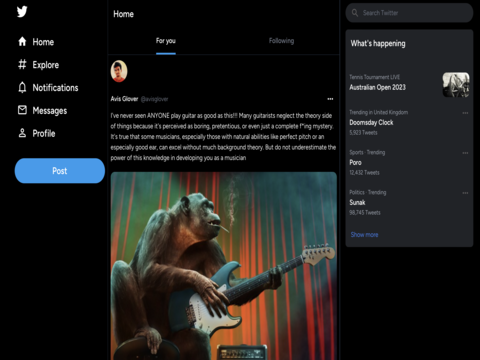 Home
Explore
Notifications
Messages
Profile
Post
Home
For you
Following
Avis Glover @avisglover
I've never seen ANYONE play guitar as good as this!!! Many guitarists neglect the theory side
of things because it's perceived as boring, pretentious, or even just a complete f*ing mystery.
It's true that some musicians, especially those with natural abilities like perfect pitch or an
especially good ear, can excel without much background theory. But do not underestimate the
power of this knowledge in developing you as a musician
Search Twitter
What's happening
Tennis Tournament LIVE
Australian Open 2023
Trending in United Kingdom
Doomsday Clock
5,923 Tweets
Sports · Trending
Poro
12,432 Tweets
Politics · Trending
Sunak
98,745 Tweets
Show more